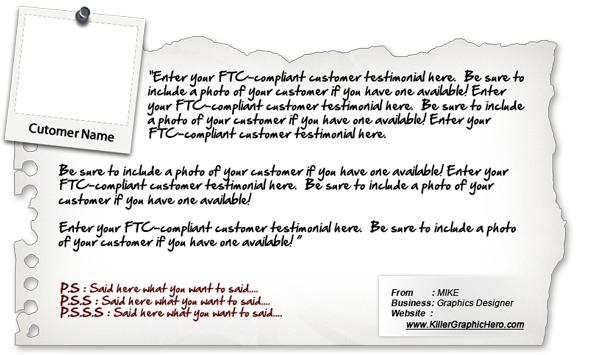 Cutomer Name
"Enter your FTC-compliant customer testimonial here. Be sure to
include a photo of your customer if you have one available! Enter
your FTC-compliant customer testimonial here. Be sure to include
a photo of your customer if you have one available! Enter your
FTC-compliant customer testimonial here.
Be sure to include a photo of your customer if you have one available! Enter your
FTC-compliant customer testimonial here. Be sure to include a photo of your
customer if you have one available!
Enter your FTC-compliant customer testimonial here. Be sure to include a photo
of your customer if you have one available! "
P.S : Said here what you want to said....
P.S.S : Said here what you want to said....
P.S.S.S : Said here what you want to said....
From : MIKE
Business: Graphics Designer
Website :
www.KillerGraphicHero.com